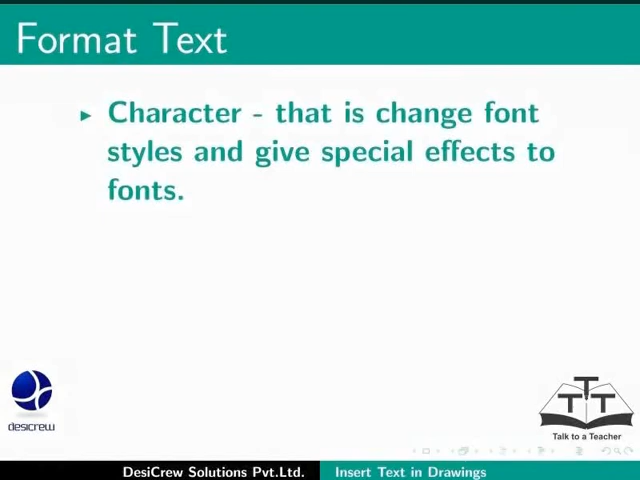 Format Text
Character - that is change font
styles and give special effects to
fonts.
desicrew
TTT
Talk to a Teacher
DesiCrew Solutions Pvt.Ltd. Insert Text in Drawings